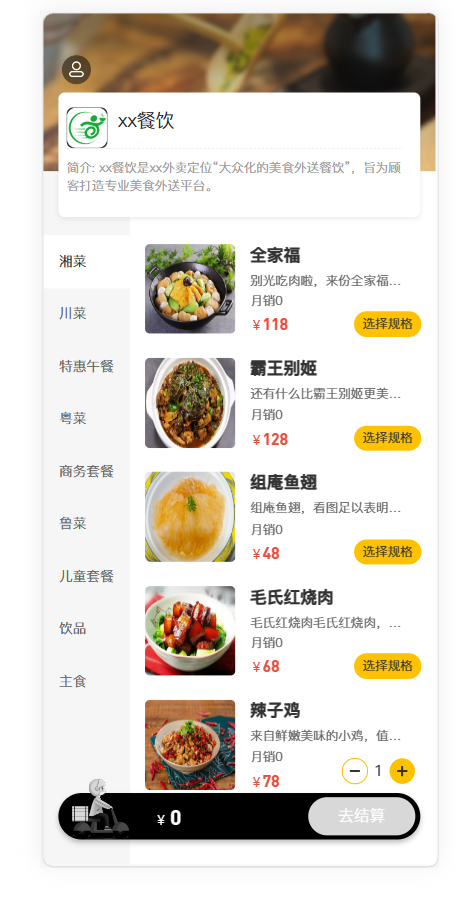 xx餐饮
简介: xx餐饮是xx外卖定位“大众化的美食外送餐饮”，旨为顾
客打造专业美食外送平台。
湘菜
川菜
特惠午餐
粤菜
商务套餐
鲁菜
儿童套餐
饮品
主食
全家福
别光吃肉啦，来份全家福...
月销0
￥118
选择规格
霸王别姬
还有什么比霸王别姬更美...
月销0
￥128
选择规格
组庵鱼翅
组庵鱼翅，看图足以表明...
月销0
￥48
选择规格
毛氏红烧肉
毛氏红烧肉毛氏红烧肉，...
月销0
￥68
选择规格
辣子鸡
来自鲜嫩美味的小鸡，值...
月销0
￥78
1
￥0
去结算